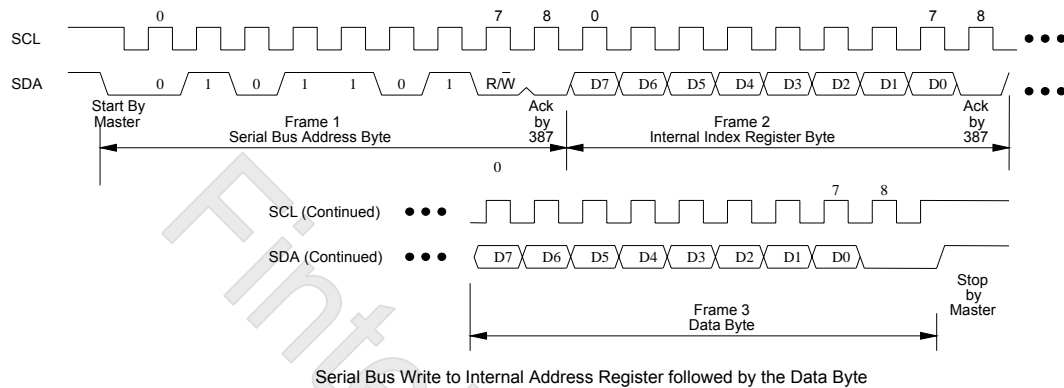 0 7 8 0 7 8
SCL
SDA 0 1 0 1 1 0 1 R/W̅ D7 D6 D5 D4 D3 D2 D1 D0
Start By Master
Ack by 387
Ack by 387
Frame 1
Serial Bus Address Byte
Frame 2
Internal Index Register Byte
0
7 8
SCL (Continued)
SDA (Continued) D7 D6 D5 D4 D3 D2 D1 D0
Stop by Master
Frame 3
Data Byte
Serial Bus Write to Internal Address Register followed by the Data Byte